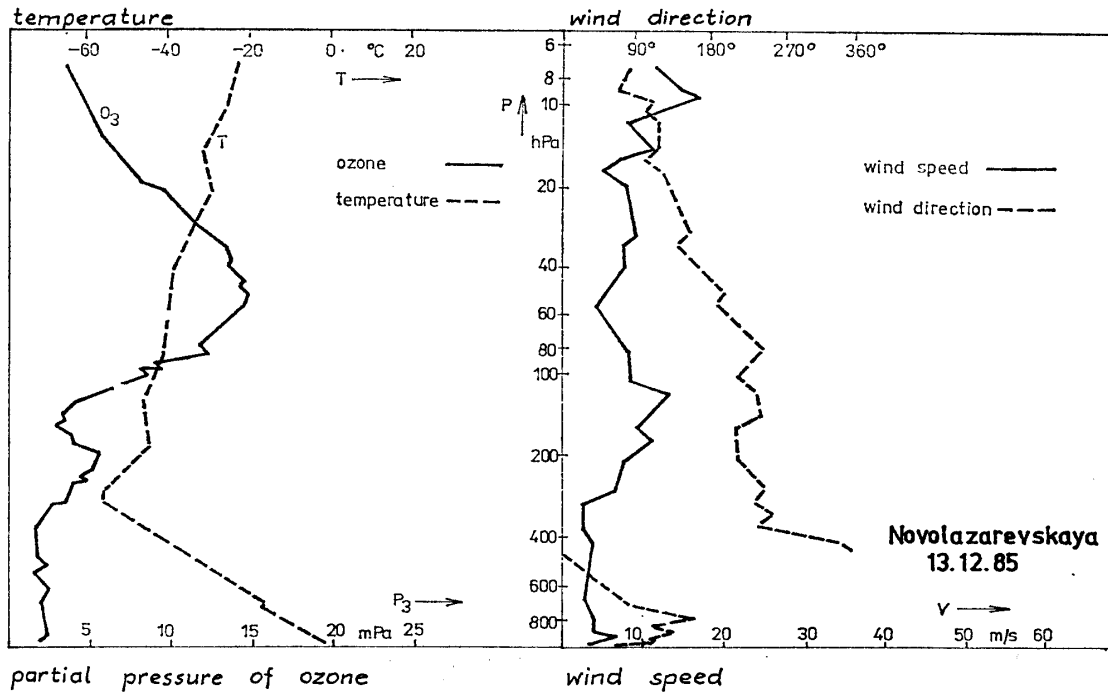 temperature
-60 -40 -20 0 · °C 20
T
O3
T
ozone
temperature
P3
5 10 15 20 mPa 25
partial pressure of ozone
wind direction
90° 180° 270° 360°
P
hPa
6
8
10
20
40
60
80
100
200
400
600
800
wind speed
wind direction
Novolazarevskaya
13.12.85
V
10 20 30 40 50 m/s 60
wind speed